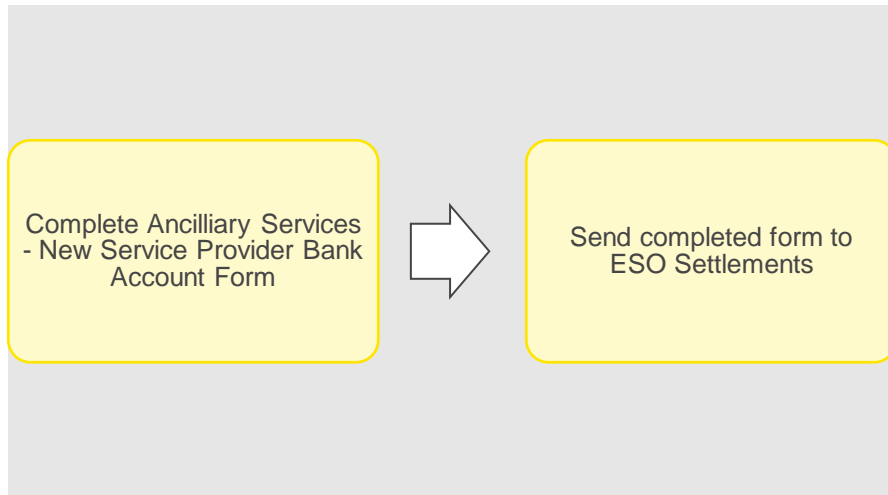 Complete Ancilliary Services
- New Service Provider Bank
Account Form
Send completed form to
ESO Settlements